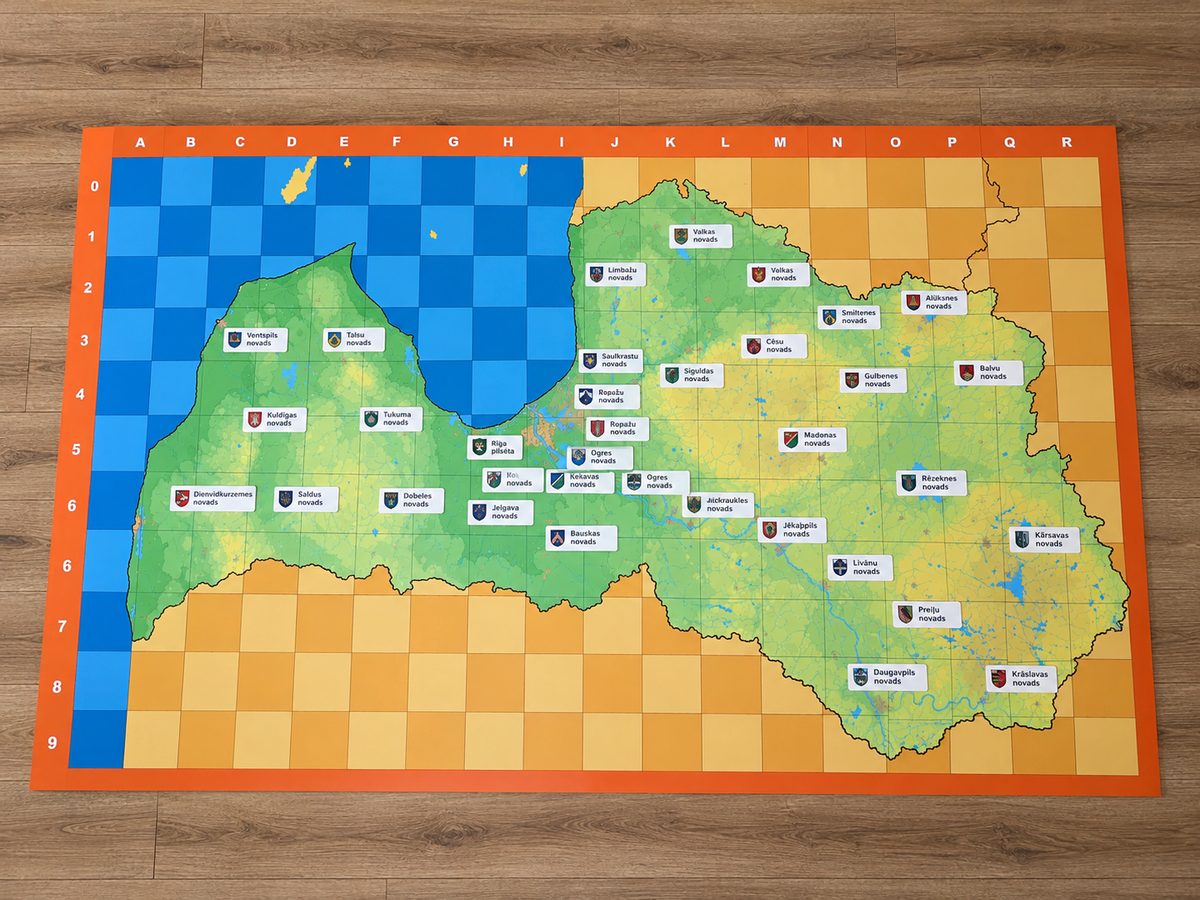 A B C D E F G H I J K L M N O P Q R
0
1
2
3
4
5
6
6
7
8
9
Valkas
novads
Limbažu
novads
Volkas
novads
Alūksnes
novads
Smiltenes
novads
Ventspils
novads
Talsu
novads
Cēsu
novads
Saulkrastu
novads
Siguldas
novads
Gulbenes
novads
Balvu
novads
Ropažu
novads
Kuldīgas
novads
Tukuma
novads
Ropažu
novads
Madonas
novads
Rīga
pilsēta
Ogres
novads
novads
Ķekavas
novads
Ogres
novads
Rēzeknes
novads
Dienvidkurzemes
novads
Saldus
novads
Dobeles
novads
Jelgava
novads
novads
Jēkabpils
novads
Bauskas
novads
Kārsavas
novads
Līvānu
novads
Preiļu
novads
Daugavpils
novads
Krāslavas
novads